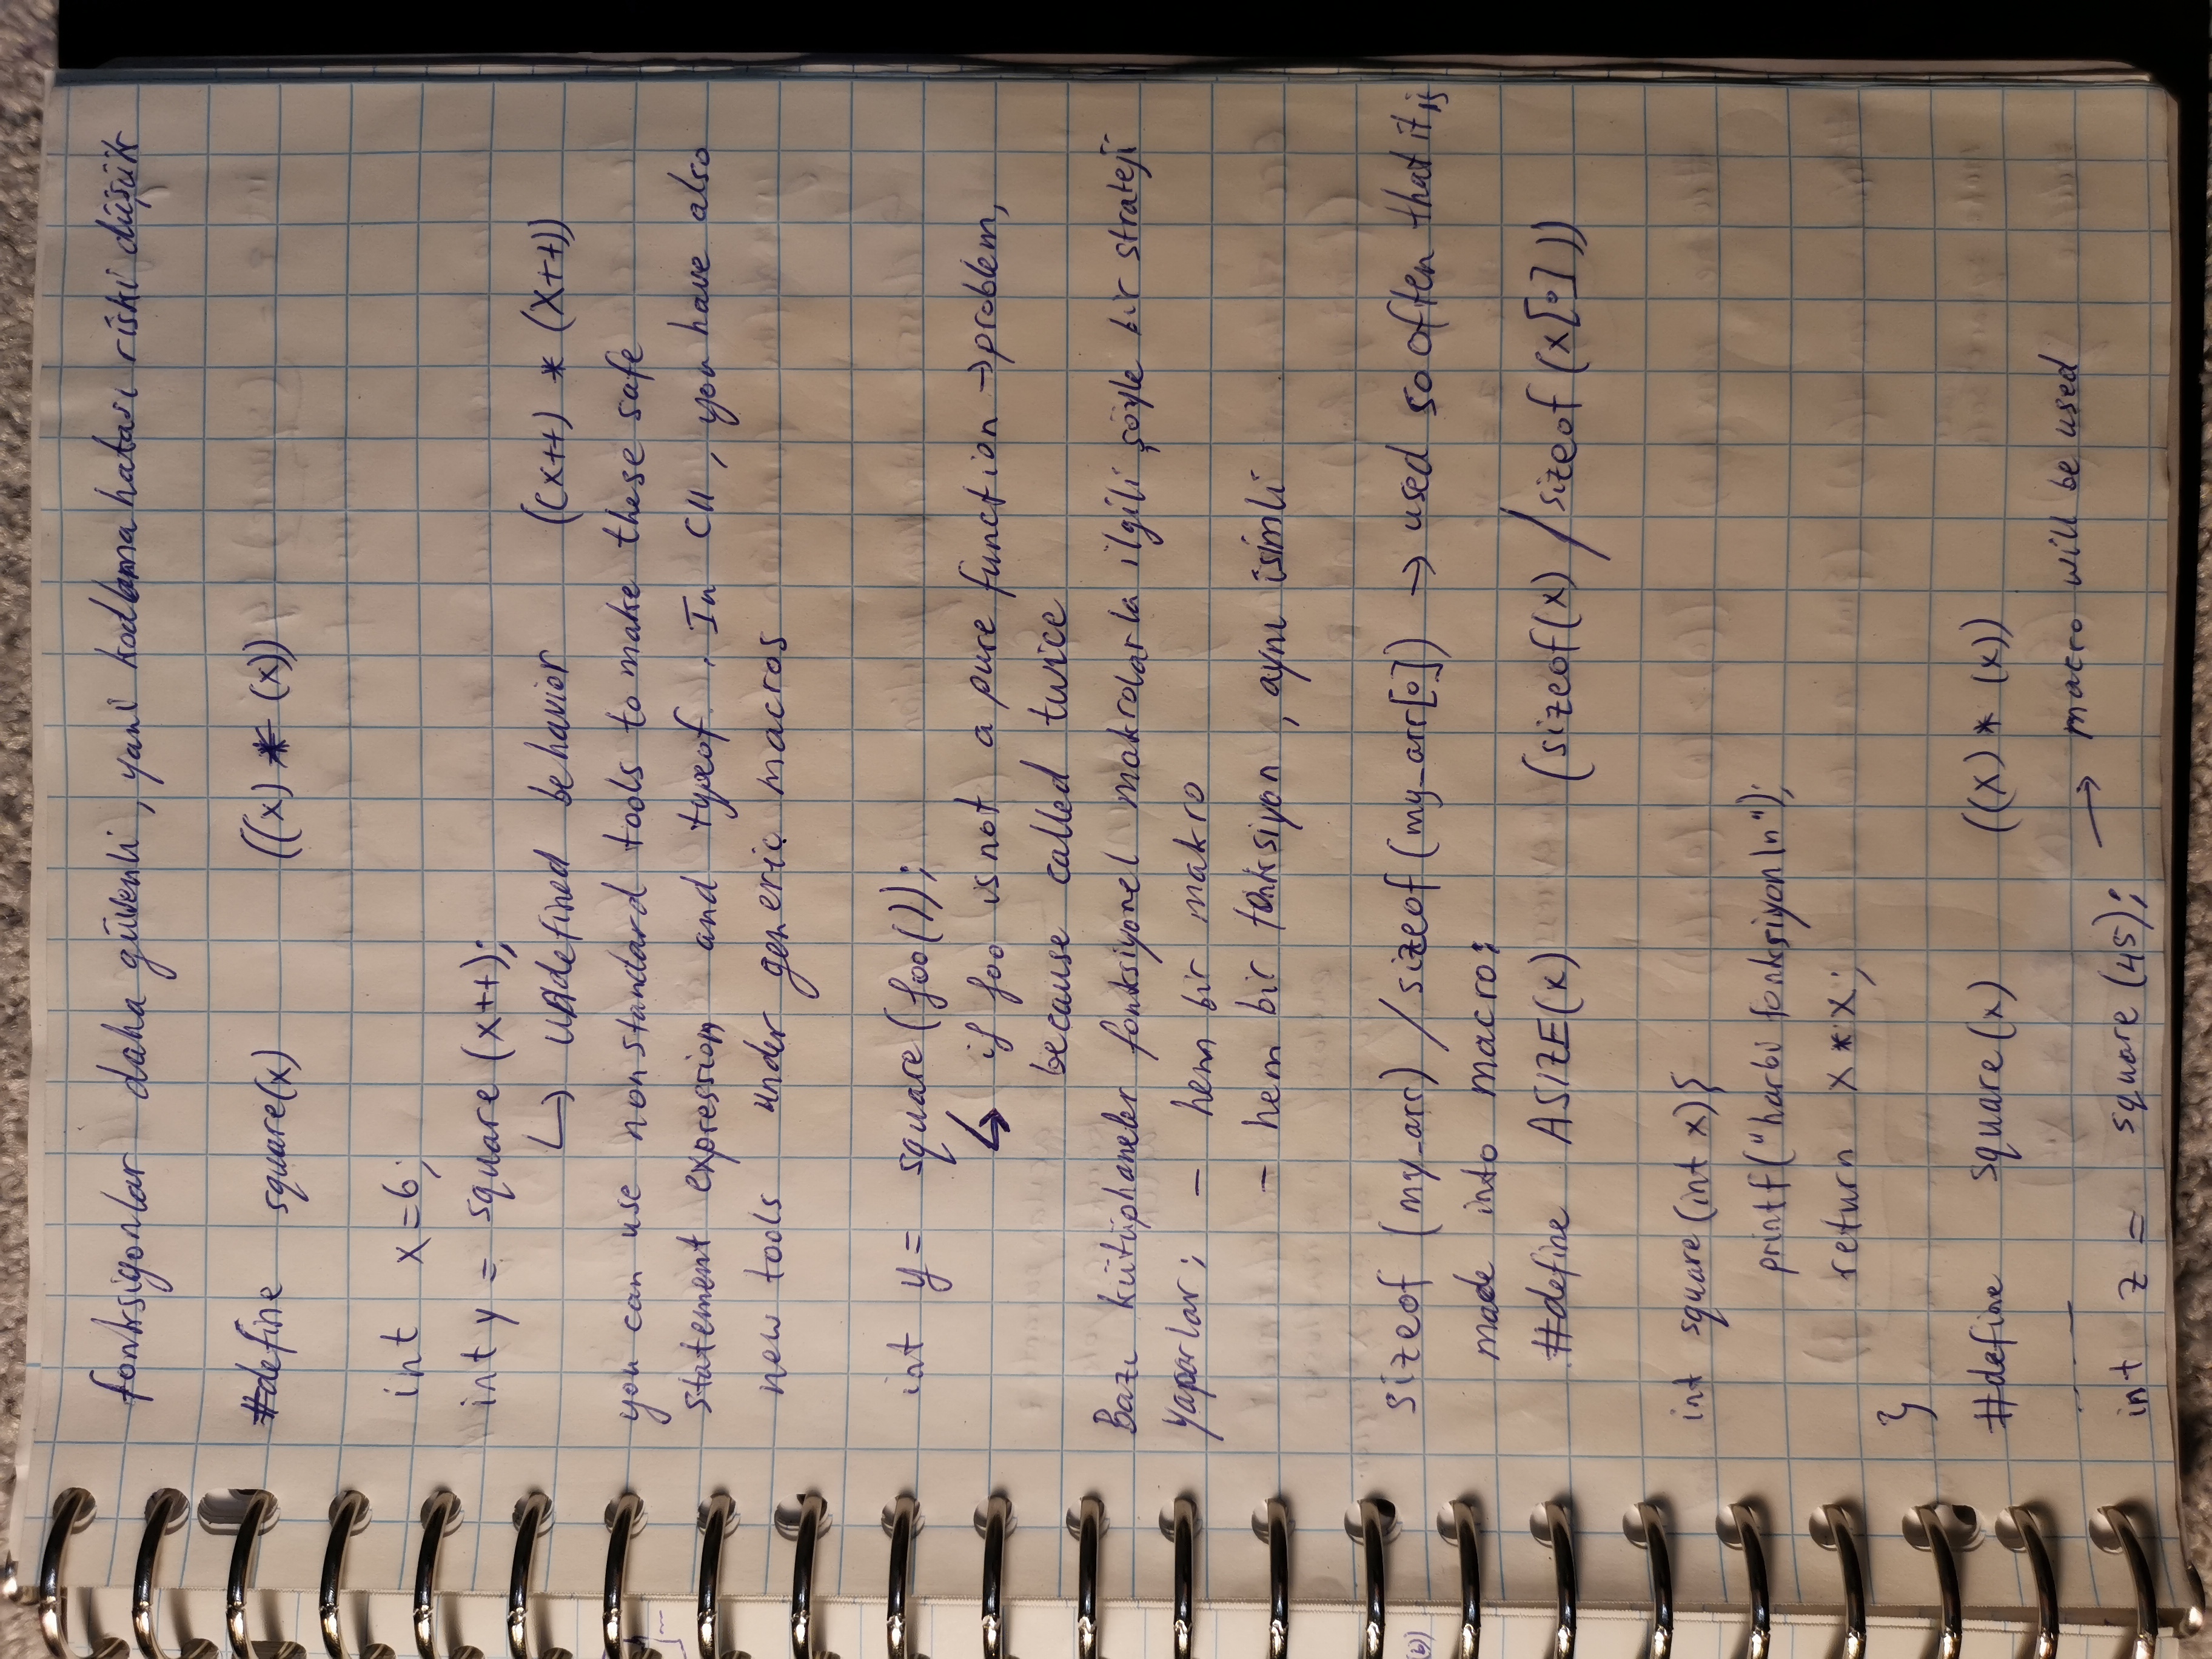 fonksiyonlar daha güvenli, yani kodlama hatası riski düşük
#define square(x) ((x) * (x))
int x=6;
int y = square (x++);
↳ undefined behavior ((x++) * (x++))
you can use nonstandard tools to make these safe
statement expression and typeof. In C11, you have also
new tools under generic macros
int y= square(foo());
↳ if foo is not a pure function → problem,
because called twice
Bazı kütüphaneler fonksiyonel makrolarla ilgili şöyle bir strateji
yaparlar; - hem bir makro
- hem bir fonksiyon, aynı isimli
sizeof (my_arr) / sizeof (my_arr[0]) → used so often that it is
made into macro:
#define ASIZE(x) (sizeof(x) / sizeof (x[0]))
int square(int x){
printf("harbi fonksiyon\n");
return x * x;
}
#define square(x) ((x) * (x))
→ macro will be used
int z = square (45);